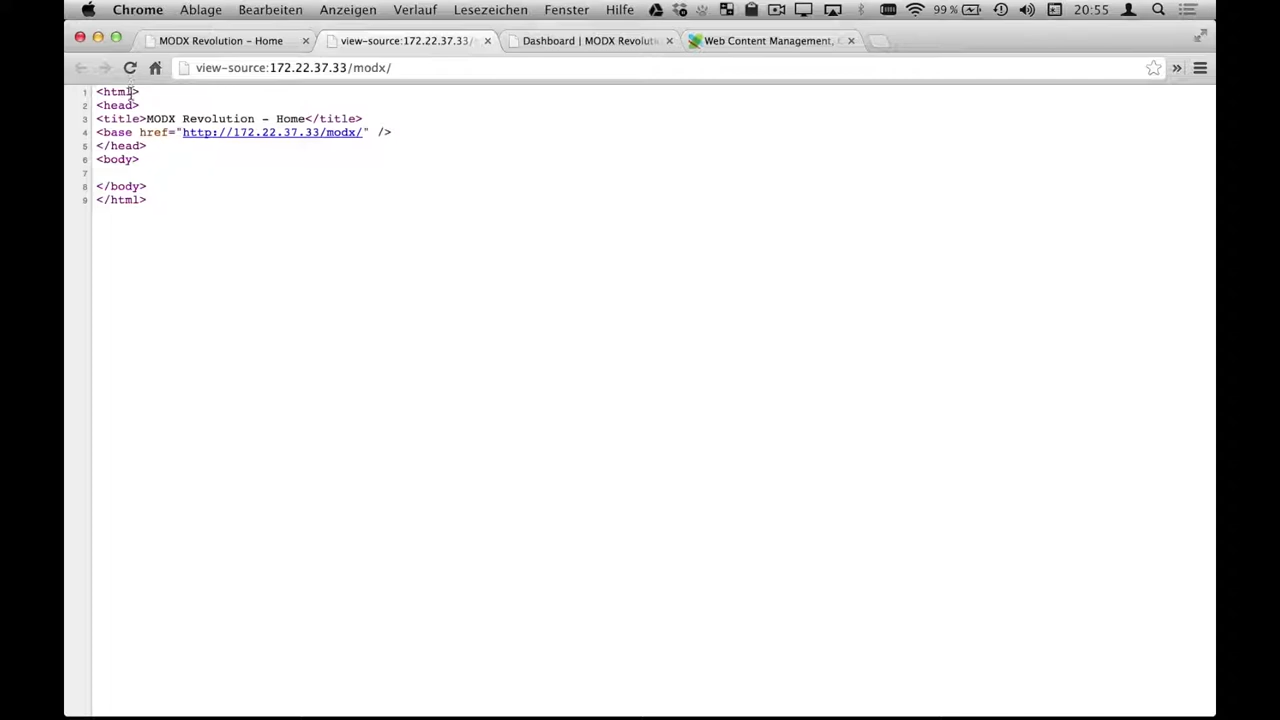 Chrome Ablage Bearbeiten Anzeigen Verlauf Lesezeichen Fenster Hilfe 99 % 20:55
MODX Revolution - Home view-source:172.22.37.33/ Dashboard | MODX Revoluti Web Content Management,
view-source:172.22.37.33/modx/ »
1 <html>
2 <head>
3 <title>MODX Revolution - Home</title>
4 <base href="http://172.22.37.33/modx/" />
5 </head>
6 <body>
7
8 </body>
9 </html>